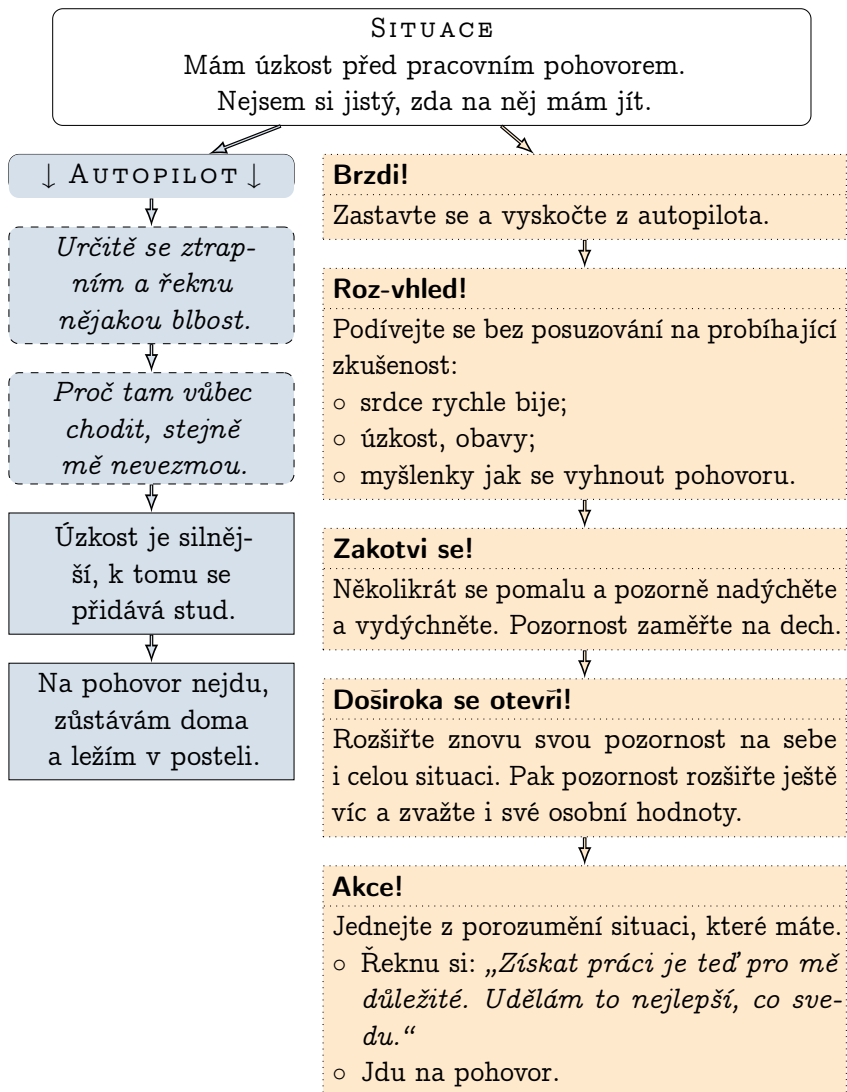 SITUACE
Mám úzkost před pracovním pohovorem.
Nejsem si jistý, zda na něj mám jít.
↓ AUTOPILOT ↓
Určitě se ztrap-
ním a řeknu
nějakou blbost.
Proč tam vůbec
chodit, stejně
mě nevezmou.
Úzkost je silněj-
ší, k tomu se
přidává stud.
Na pohovor nejdu,
zůstávám doma
a ležím v posteli.
Brzdi!
Zastavte se a vyskočte z autopilota.
Roz-vhled!
Podívejte se bez posuzování na probíhající
zkušenost:
○ srdce rychle bije;
○ úzkost, obavy;
○ myšlenky jak se vyhnout pohovoru.
Zakotvi se!
Několikrát se pomalu a pozorně nadýchěte
a vydýchněte. Pozornost zaměřte na dech.
Doširoka se otevři!
Rozšiřte znovu svou pozornost na sebe
i celou situaci. Pak pozornost rozšiřte ještě
víc a zvažte i své osobní hodnoty.
Akce!
Jednejte z porozumění situaci, které máte.
○ Řeknu si: „Získat práci je teď pro mě
důležité. Udělám to nejlepší, co sve-
du.“
○ Jdu na pohovor.